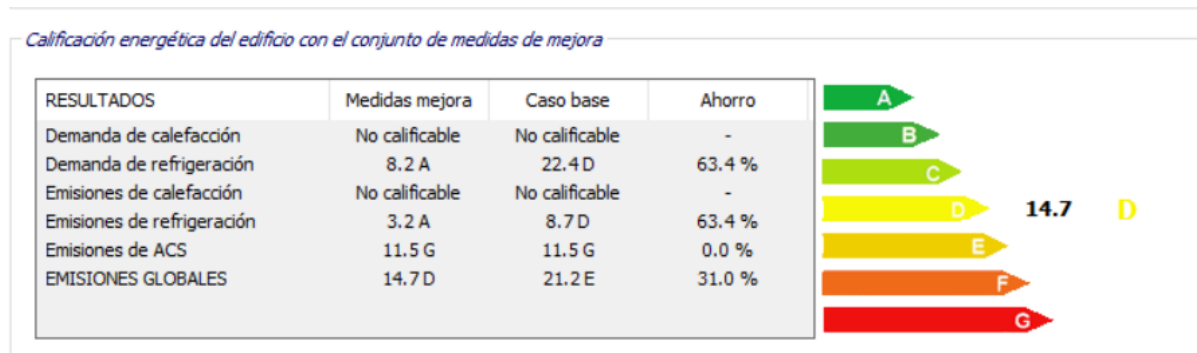 Calificación energética del edificio con el conjunto de medidas de mejora
RESULTADOS Medidas mejora Caso base Ahorro
Demanda de calefacción No calificable No calificable -
Demanda de refrigeración 8.2 A 22.4 D 63.4 %
Emisiones de calefacción No calificable No calificable -
Emisiones de refrigeración 3.2 A 8.7 D 63.4 %
Emisiones de ACS 11.5 G 11.5 G 0.0 %
EMISIONES GLOBALES 14.7 D 21.2 E 31.0 %
A
B
C
D 14.7 D
E
F
G